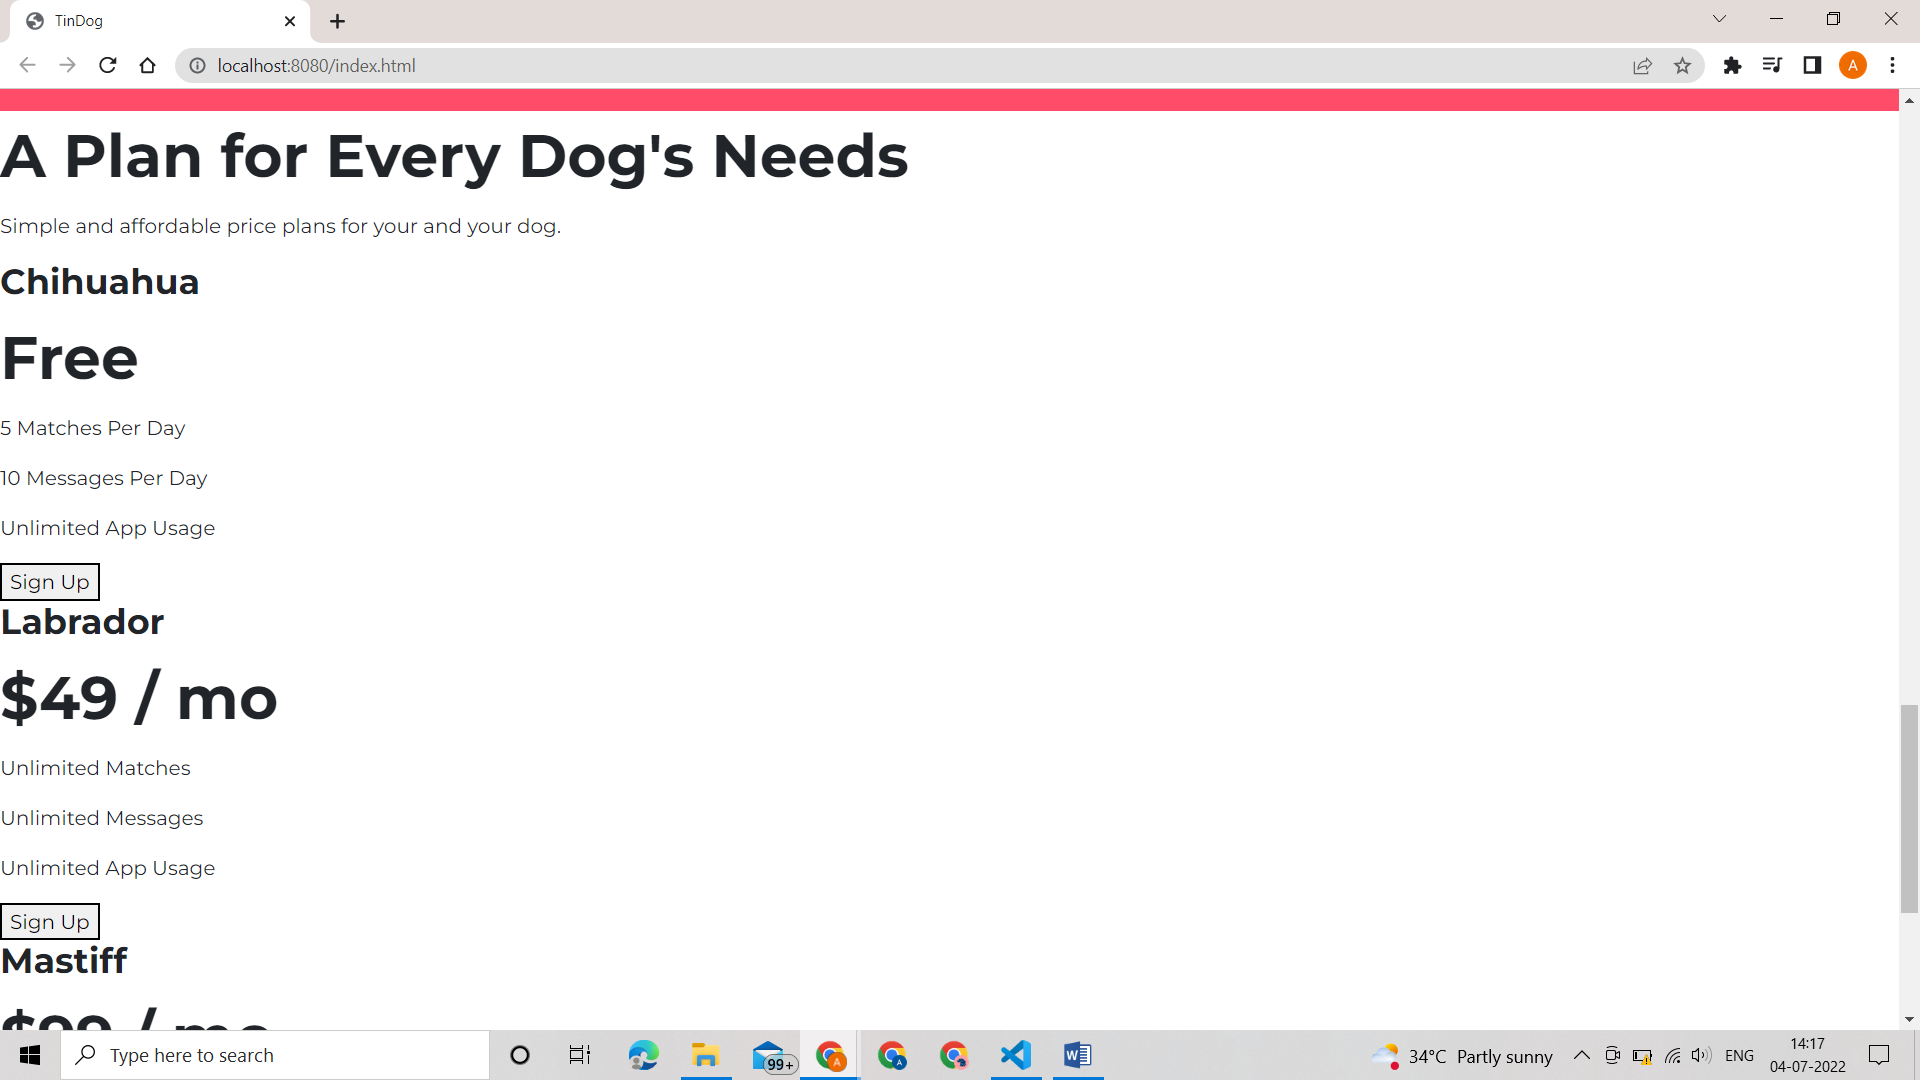 TinDog
localhost:8080/index.html
A
A Plan for Every Dog's Needs
Simple and affordable price plans for your and your dog.
Chihuahua
Free
5 Matches Per Day
10 Messages Per Day
Unlimited App Usage
Sign Up
Labrador
$49 / mo
Unlimited Matches
Unlimited Messages
Unlimited App Usage
Sign Up
Mastiff
$99 / mo
Type here to search
99+
A
A
W
34°C Partly sunny
ENG
14:17
04-07-2022